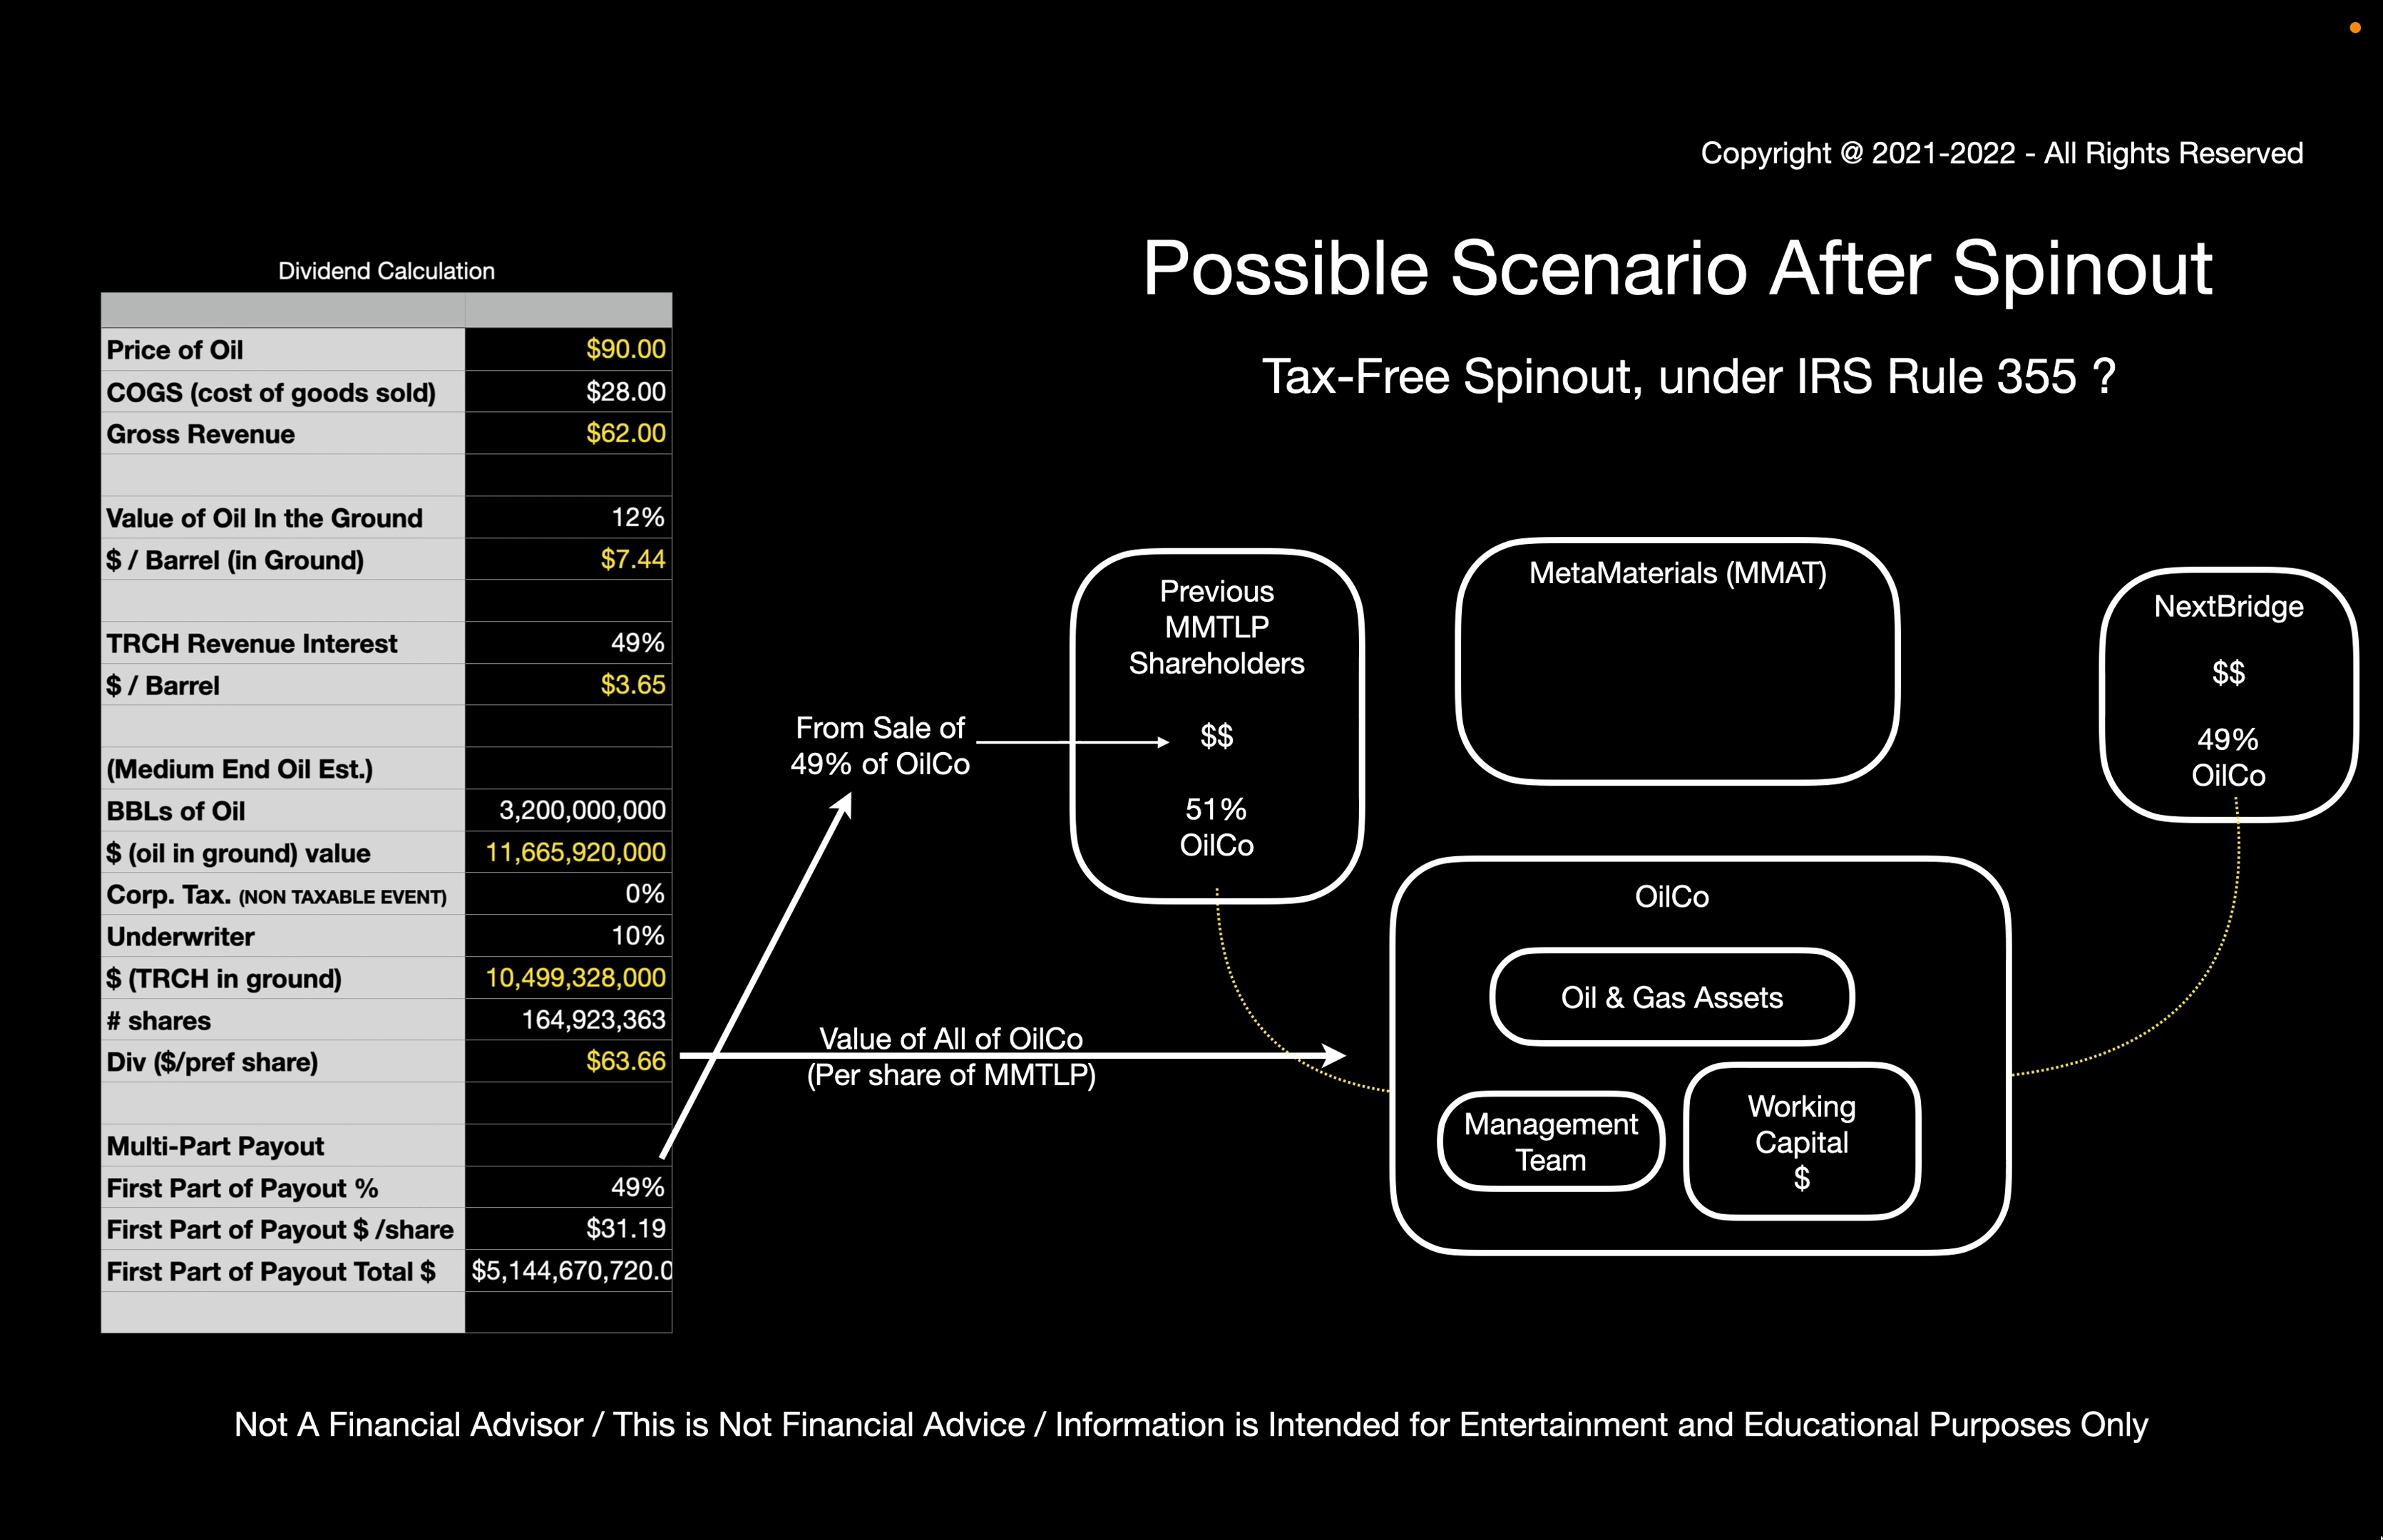 Copyright @ 2021-2022 - All Rights Reserved
Possible Scenario After Spinout
Tax-Free Spinout, under IRS Rule 355 ?
Dividend Calculation
Price of Oil $90.00
COGS (cost of goods sold) $28.00
Gross Revenue $62.00
Value of Oil In the Ground 12%
$ / Barrel (in Ground) $7.44
TRCH Revenue Interest 49%
$ / Barrel $3.65
(Medium End Oil Est.)
BBLs of Oil 3,200,000,000
$ (oil in ground) value 11,665,920,000
Corp. Tax. (NON TAXABLE EVENT) 0%
Underwriter 10%
$ (TRCH in ground) 10,499,328,000
# shares 164,923,363
Div ($/pref share) $63.66
Multi-Part Payout
First Part of Payout % 49%
First Part of Payout $ /share $31.19
First Part of Payout Total $ $5,144,670,720.0
From Sale of
49% of OilCo
Value of All of OilCo
(Per share of MMTLP)
Previous
MMTLP
Shareholders
$$
51%
OilCo
MetaMaterials (MMAT)
NextBridge
$$
49%
OilCo
OilCo
Oil & Gas Assets
Management
Team
Working
Capital
$
Not A Financial Advisor / This is Not Financial Advice / Information is Intended for Entertainment and Educational Purposes Only